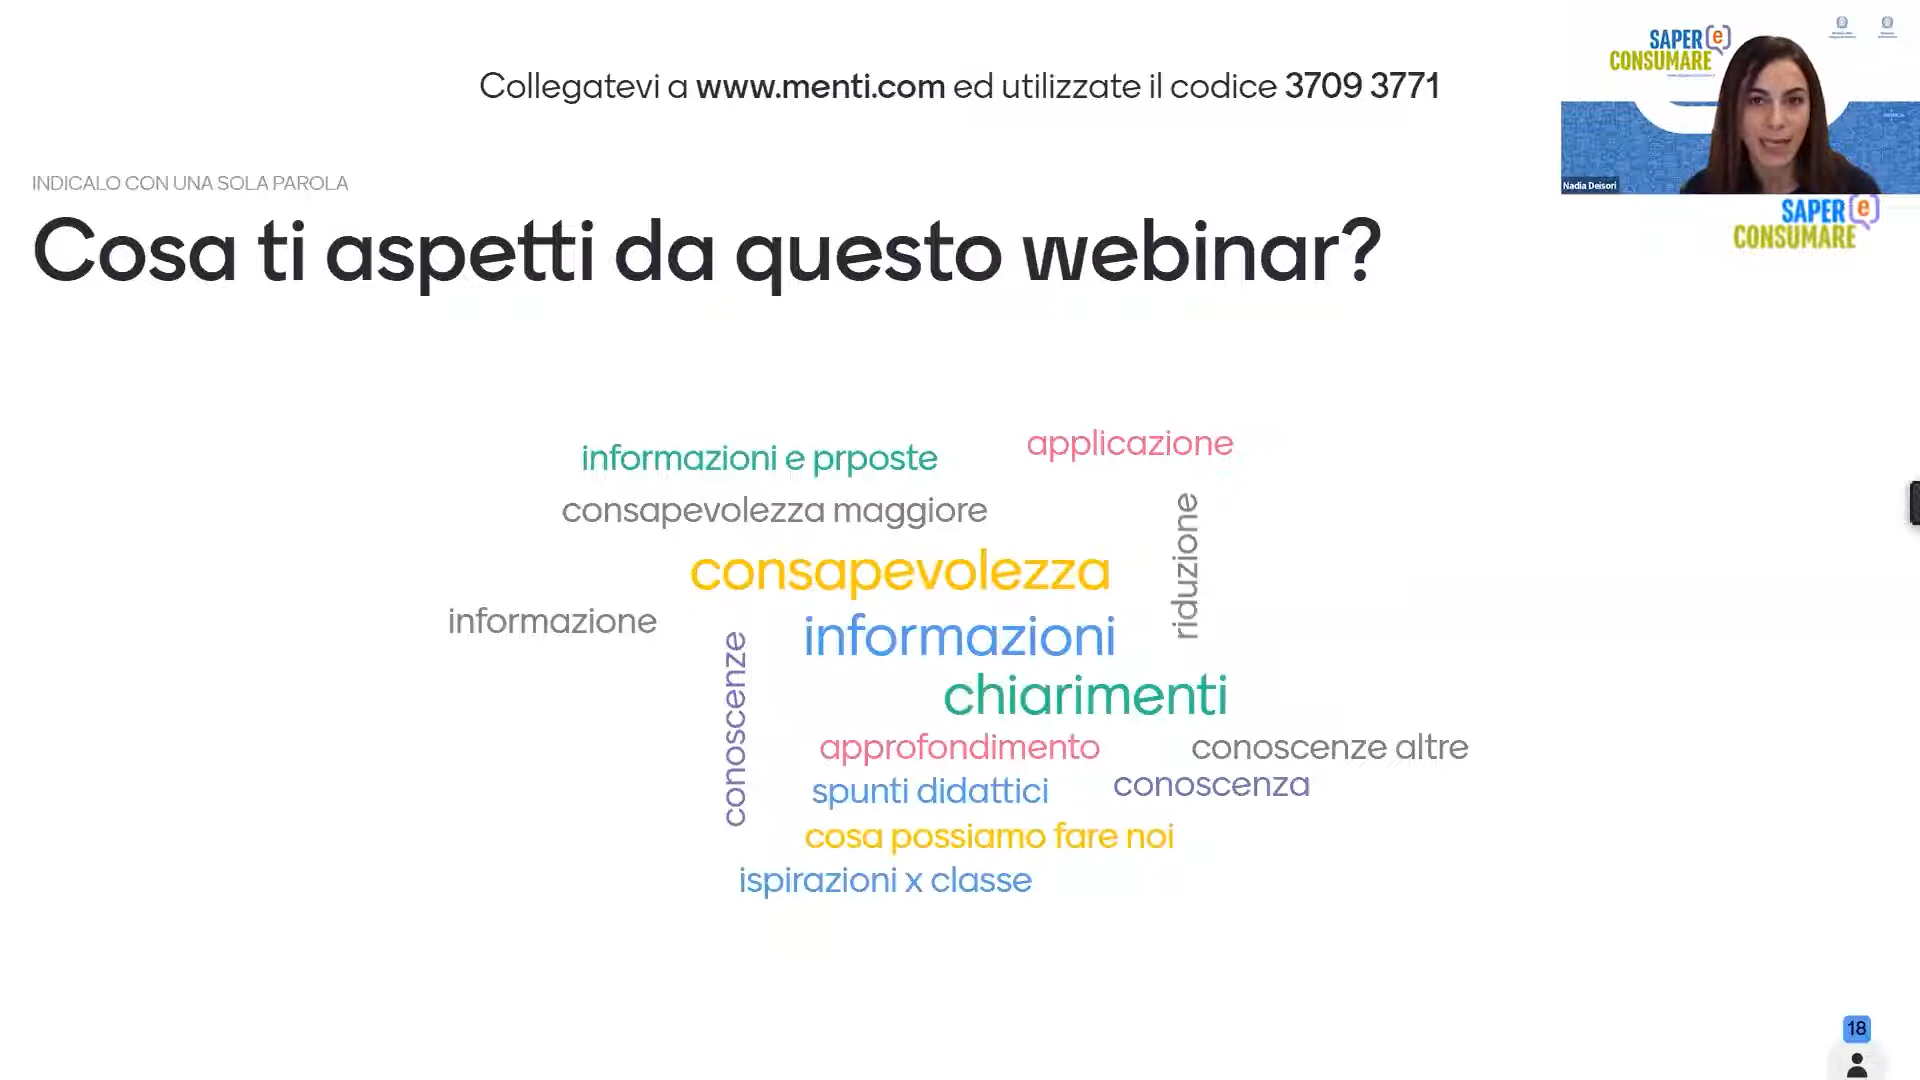 Collegatevi a www.menti.com ed utilizzate il codice 3709 3771
SAPER e
CONSUMARE
Nadia Deisori
SAPER e
CONSUMARE
INDICALO CON UNA SOLA PAROLA
Cosa ti aspetti da questo webinar?
informazioni e prposte
applicazione
consapevolezza maggiore
riduzione
consapevolezza
informazione
informazioni
conoscenze
chiarimenti
approfondimento
conoscenze altre
spunti didattici
conoscenza
cosa possiamo fare noi
ispirazioni x classe
18